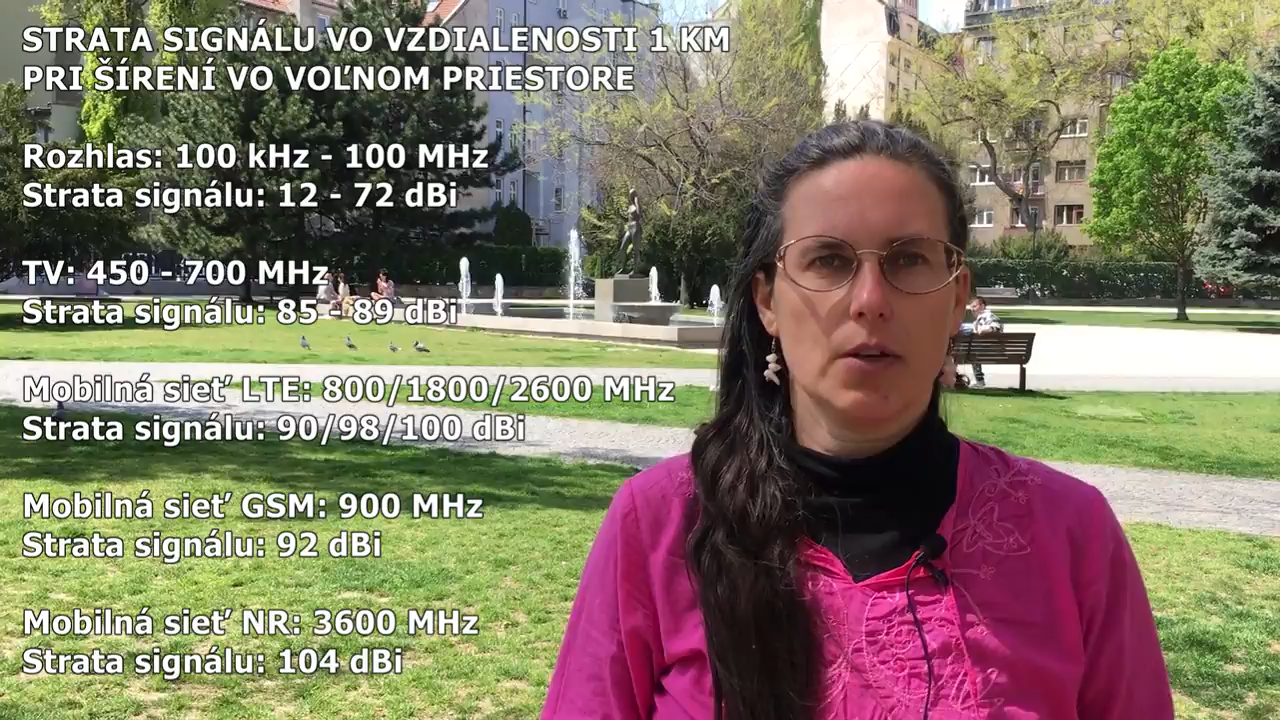 STRATA SIGNÁLU VO VZDIALENOSTI 1 KM
PRI ŠÍRENÍ VO VOĽNOM PRIESTORE
Rozhlas: 100 kHz - 100 MHz
Strata signálu: 12 - 72 dBi
TV: 450 - 700 MHz
Strata signálu: 85 - 89 dBi
Mobilná sieť LTE: 800/1800/2600 MHz
Strata signálu: 90/98/100 dBi
Mobilná sieť GSM: 900 MHz
Strata signálu: 92 dBi
Mobilná sieť NR: 3600 MHz
Strata signálu: 104 dBi